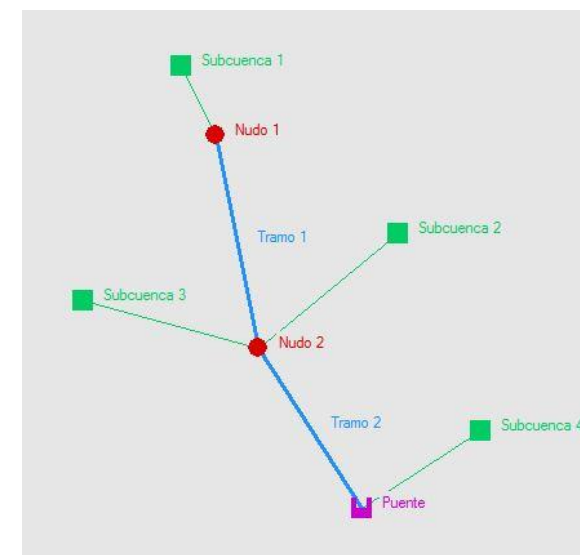 Subcuenca 1
Nudo 1
Subcuenca 2
Tramo 1
Subcuenca 3
Nudo 2
Tramo 2
Subcuenca 4
Puente